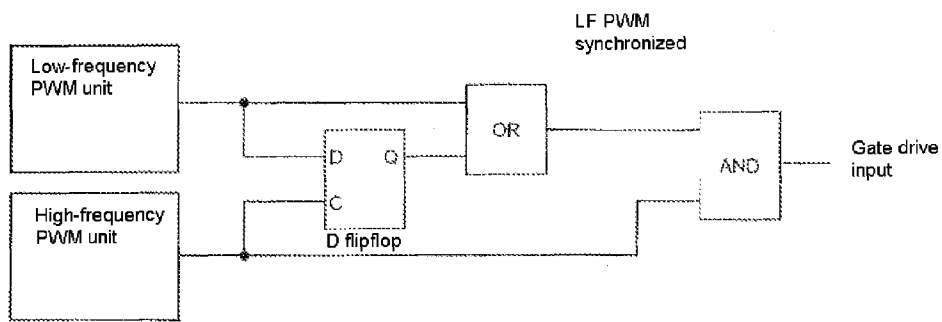 LF PWM
synchronized
Low-frequency
PWM unit
OR
D Q
C
D flipflop
AND
Gate drive
input
High-frequency
PWM unit